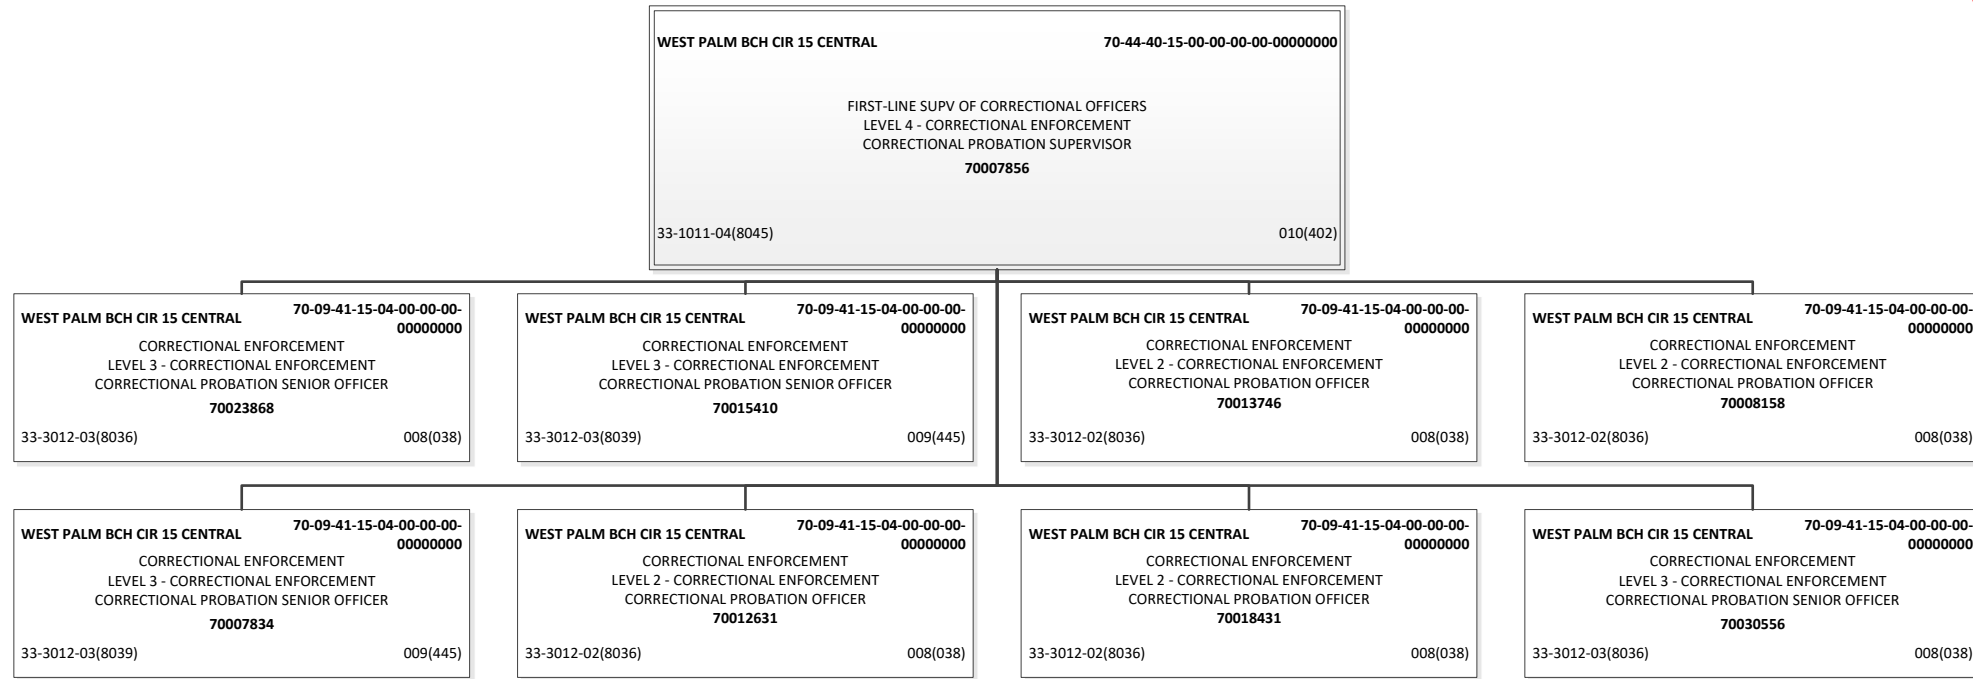 WEST PALM BCH CIR 15 CENTRAL 70-44-40-15-00-00-00-00-00000000
FIRST-LINE SUPV OF CORRECTIONAL OFFICERS
LEVEL 4 - CORRECTIONAL ENFORCEMENT
CORRECTIONAL PROBATION SUPERVISOR
70007856
33-1011-04(8045) 010(402)
WEST PALM BCH CIR 15 CENTRAL 70-09-41-15-04-00-00-00-
00000000
CORRECTIONAL ENFORCEMENT
LEVEL 3 - CORRECTIONAL ENFORCEMENT
CORRECTIONAL PROBATION SENIOR OFFICER
70023868
33-3012-03(8036) 008(038)
WEST PALM BCH CIR 15 CENTRAL 70-09-41-15-04-00-00-00-
00000000
CORRECTIONAL ENFORCEMENT
LEVEL 3 - CORRECTIONAL ENFORCEMENT
CORRECTIONAL PROBATION SENIOR OFFICER
70015410
33-3012-03(8039) 009(445)
WEST PALM BCH CIR 15 CENTRAL 70-09-41-15-04-00-00-00-
00000000
CORRECTIONAL ENFORCEMENT
LEVEL 2 - CORRECTIONAL ENFORCEMENT
CORRECTIONAL PROBATION OFFICER
70013746
33-3012-02(8036) 008(038)
WEST PALM BCH CIR 15 CENTRAL 70-09-41-15-04-00-00-00-
00000000
CORRECTIONAL ENFORCEMENT
LEVEL 2 - CORRECTIONAL ENFORCEMENT
CORRECTIONAL PROBATION OFFICER
70008158
33-3012-02(8036) 008(038)
WEST PALM BCH CIR 15 CENTRAL 70-09-41-15-04-00-00-00-
00000000
CORRECTIONAL ENFORCEMENT
LEVEL 3 - CORRECTIONAL ENFORCEMENT
CORRECTIONAL PROBATION SENIOR OFFICER
70007834
33-3012-03(8039) 009(445)
WEST PALM BCH CIR 15 CENTRAL 70-09-41-15-04-00-00-00-
00000000
CORRECTIONAL ENFORCEMENT
LEVEL 2 - CORRECTIONAL ENFORCEMENT
CORRECTIONAL PROBATION OFFICER
70012631
33-3012-02(8036) 008(038)
WEST PALM BCH CIR 15 CENTRAL 70-09-41-15-04-00-00-00-
00000000
CORRECTIONAL ENFORCEMENT
LEVEL 2 - CORRECTIONAL ENFORCEMENT
CORRECTIONAL PROBATION OFFICER
70018431
33-3012-02(8036) 008(038)
WEST PALM BCH CIR 15 CENTRAL 70-09-41-15-04-00-00-00-
00000000
CORRECTIONAL ENFORCEMENT
LEVEL 3 - CORRECTIONAL ENFORCEMENT
CORRECTIONAL PROBATION SENIOR OFFICER
70030556
33-3012-03(8036) 008(038)